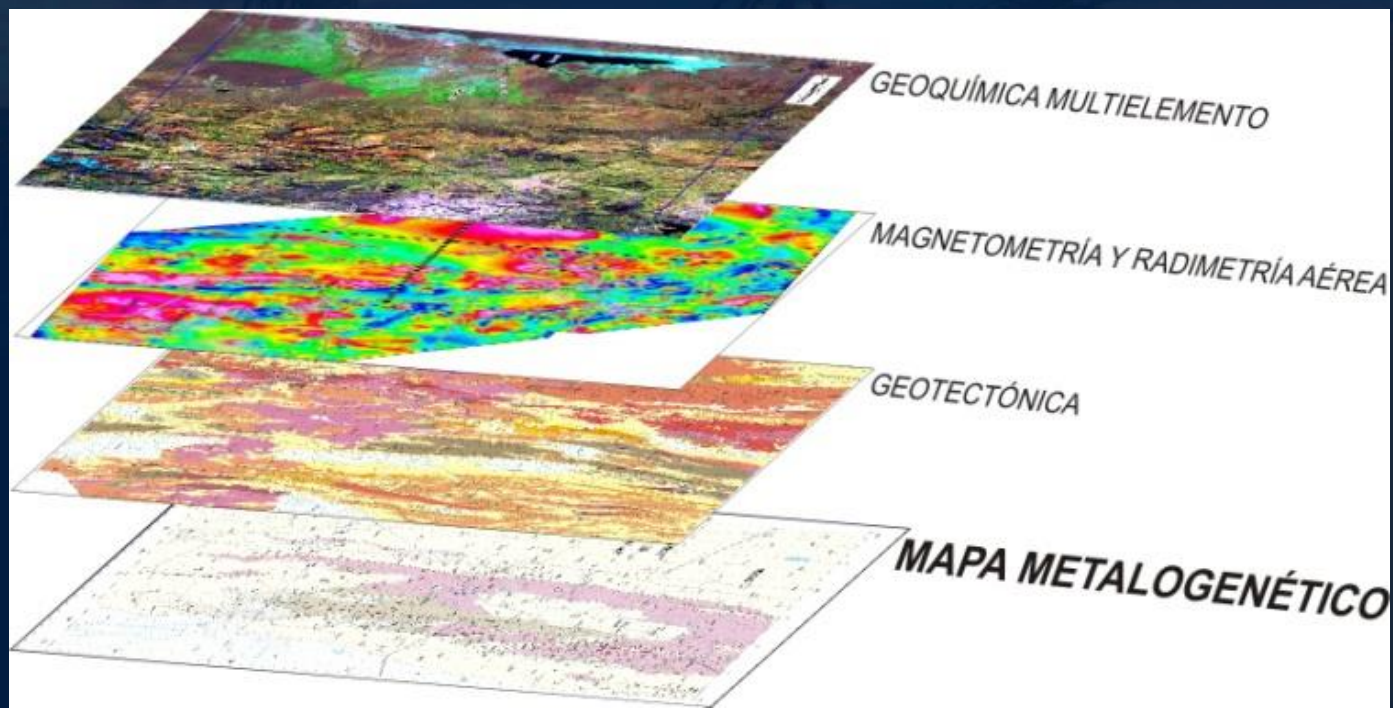 GEOQUÍMICA MULTIELEMENTO
MAGNETOMETRÍA Y RADIMETRÍA AÉREA
GEOTECTÓNICA
MAPA METALOGENÉTICO